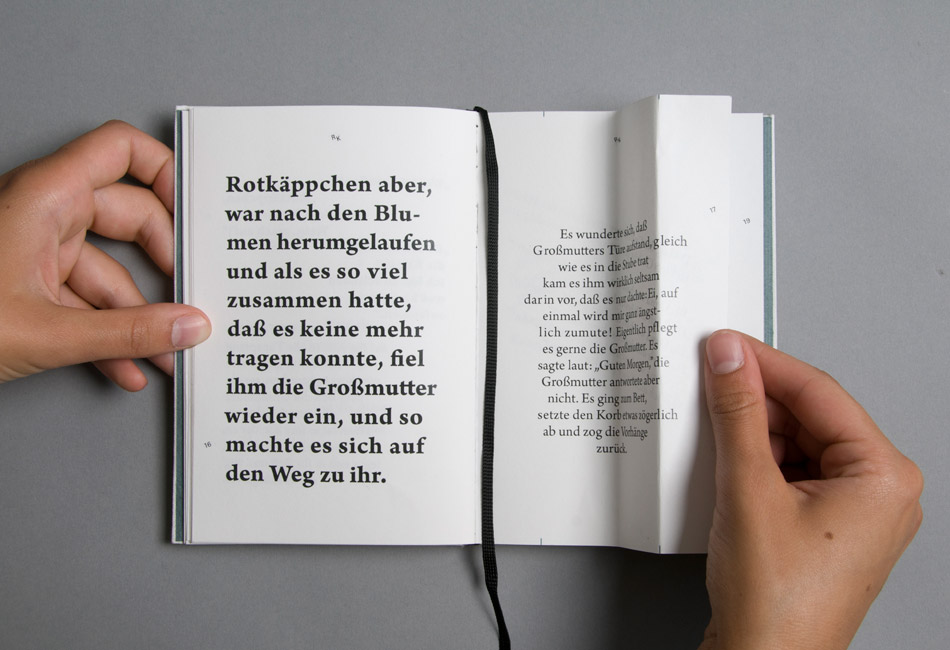 RK
Rotkäppchen aber,
war nach den Blu-
men herumgelaufen
und als es so viel
zusammen hatte,
daß es keine mehr
tragen konnte, fiel
ihm die Großmutter
wieder ein, und so
machte es sich auf
den Weg zu ihr.
16
Es wunderte sich, daß
Großmutters Türe aufstand, gleich
wie es in die Stube trat
kam es ihm wirklich seltsam
darin vor, daß es nur dachte: Ei, auf
einmal wird mir ganz ängst-
lich zumute! Eigentlich pflegt
es gerne die Großmutter. Es
sagte laut: „Guten Morgen,“ die
Großmutter antwortete aber
nicht. Es ging zum Bett,
setzte den Korb etwas zögerlich
ab und zog die Vorhänge
zurück.
17
19